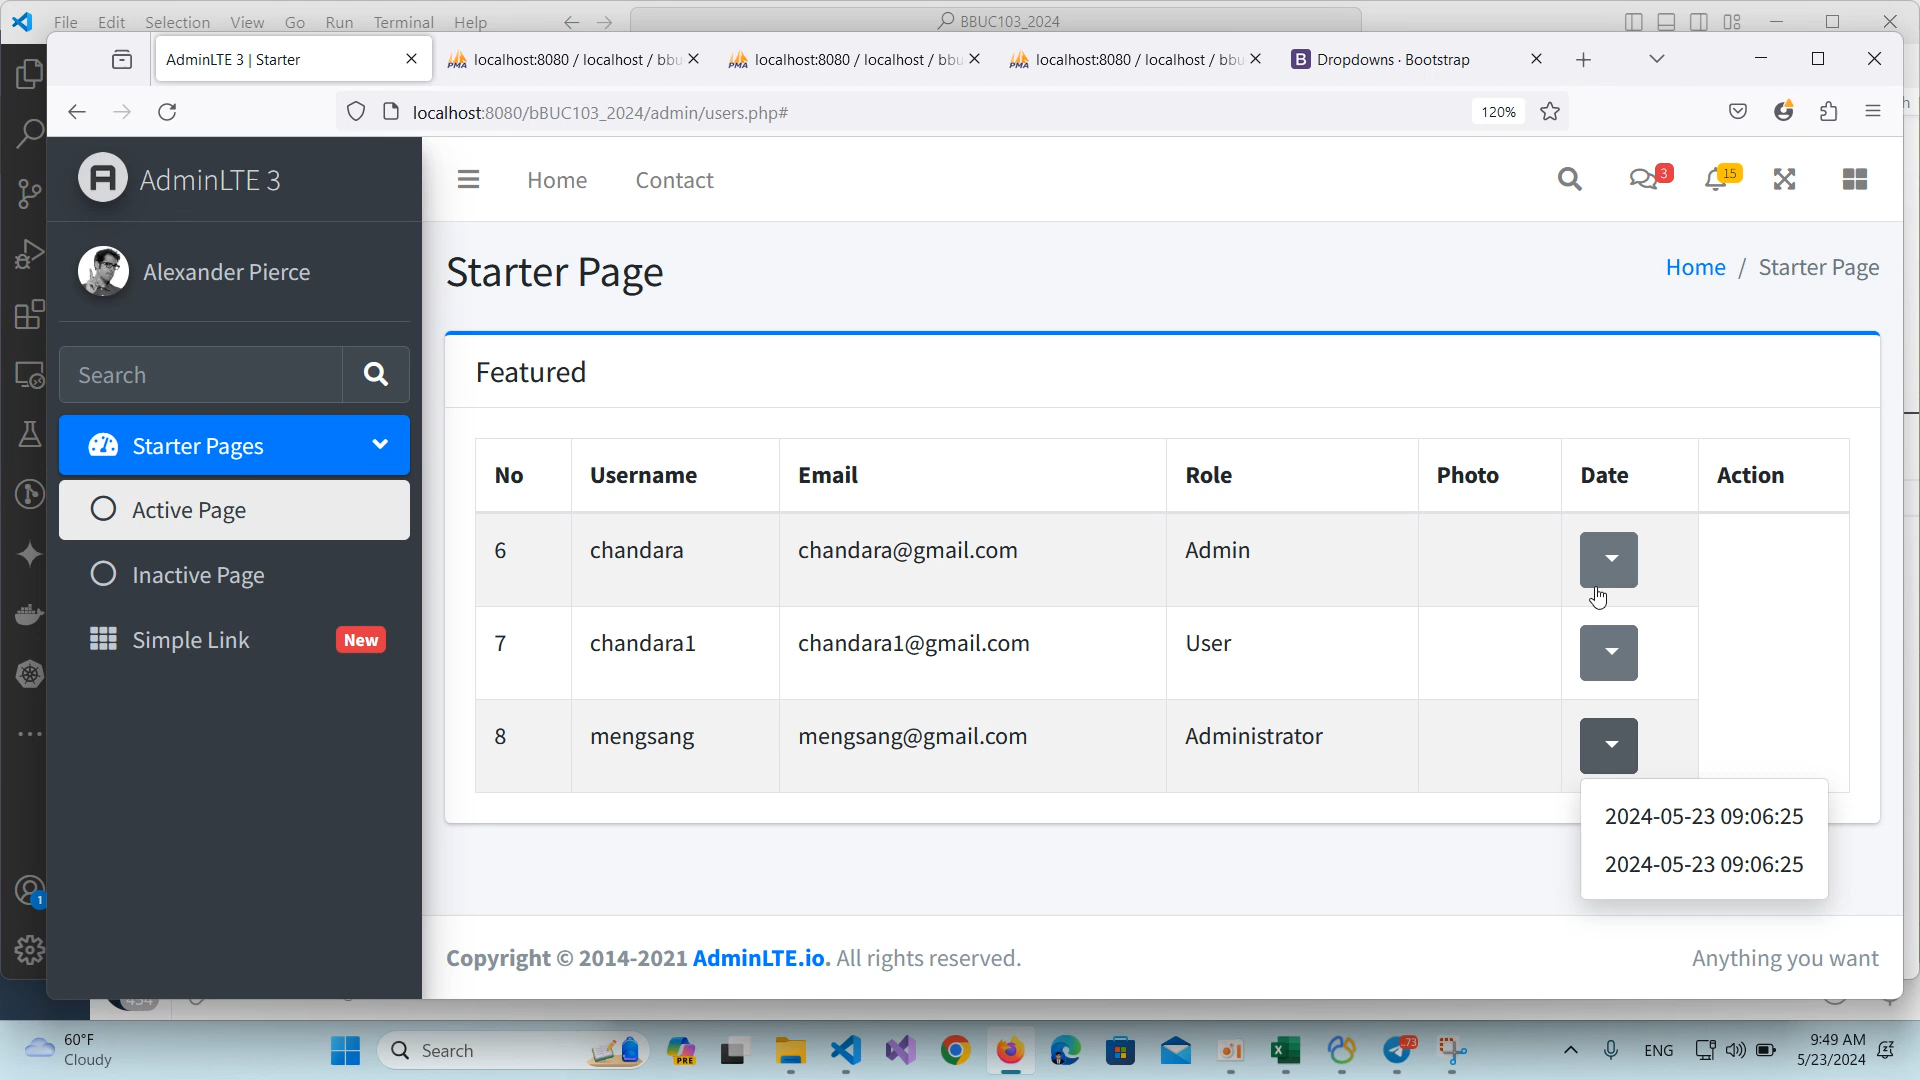 File Edit Selection View Go Run Terminal Help BBUC103_2024
AdminLTE 3 | Starter localhost:8080 / localhost / bbu localhost:8080 / localhost / bbu localhost:8080 / localhost / bbu Dropdowns · Bootstrap
localhost:8080/bBUC103_2024/admin/users.php# 120%
AdminLTE 3 Home Contact 3 15
Alexander Pierce
Starter Page Home / Starter Page
Search
Featured
Starter Pages
Active Page
Inactive Page
Simple Link New
No Username Email Role Photo Date Action
6 chandara chandara@gmail.com Admin
7 chandara1 chandara1@gmail.com User
8 mengsang mengsang@gmail.com Administrator
2024-05-23 09:06:25
2024-05-23 09:06:25
1
Copyright © 2014-2021 AdminLTE.io. All rights reserved. Anything you want
60°F
Cloudy
Search
PRE
73
ENG
9:49 AM
5/23/2024